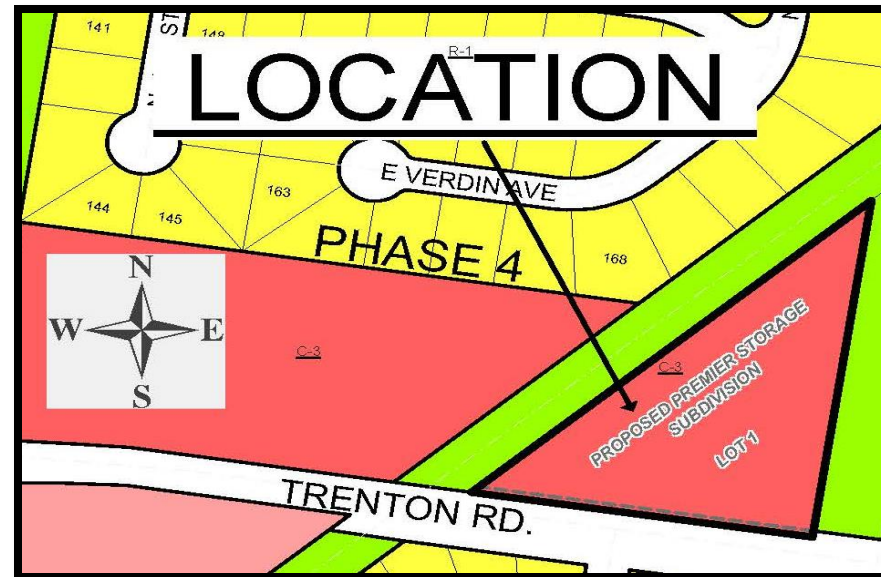 141
148
R-1
LOCATION
ST
N
E VERDIN AVE
163
144
145
PHASE 4
168
N
W E
S
C-3
C-3
PROPOSED PREMIER STORAGE
SUBDIVISION
LOT 1
TRENTON RD.